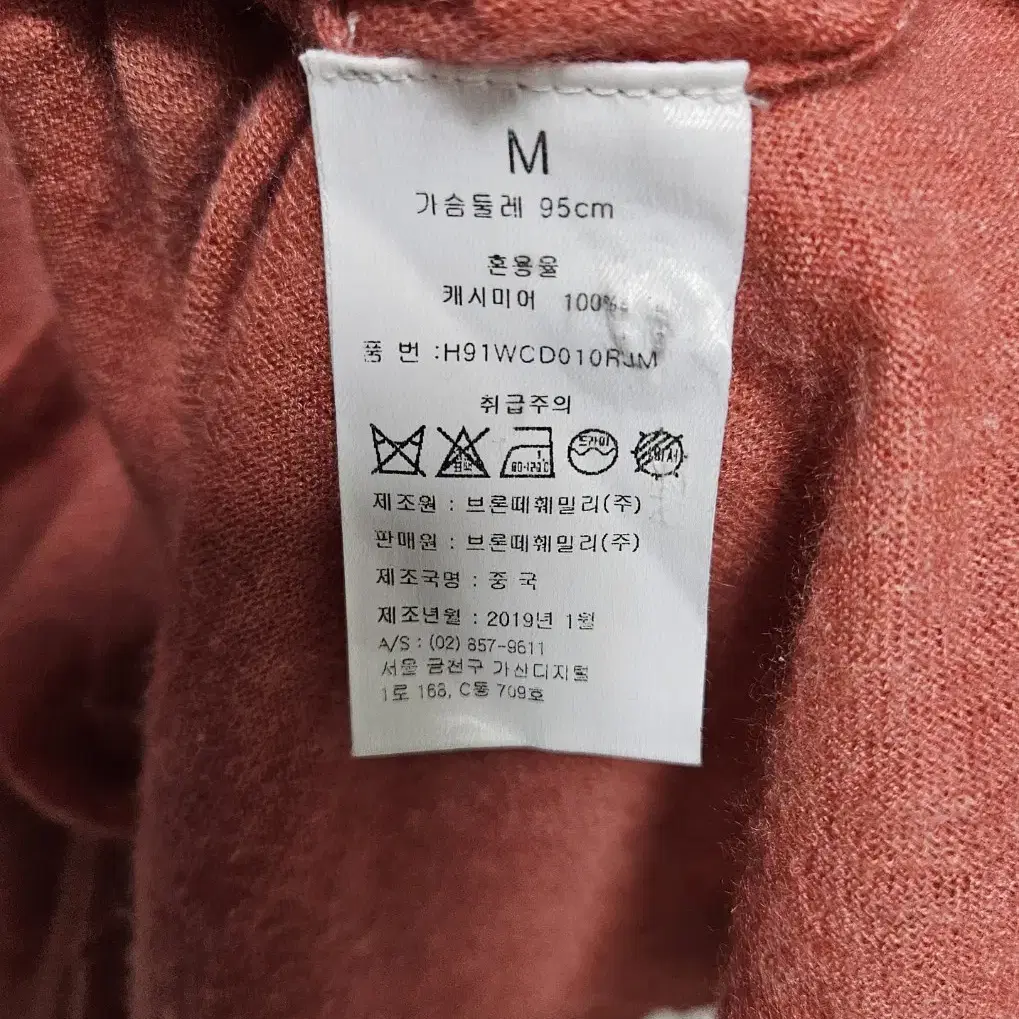 M
가슴둘레 95cm
혼용율
캐시미어 100%
품 번 :H91WCD010RJM
취급주의
표백
80-120℃
드라이
제조원 : 브론떼훼밀리(주)
판매원 : 브론떼훼밀리(주)
제조국명 : 중 국
제조년월 : 2019년 1월
A/S : (02) 857-9611
서울 금천구 가산디지털
1로 168, C동 709호